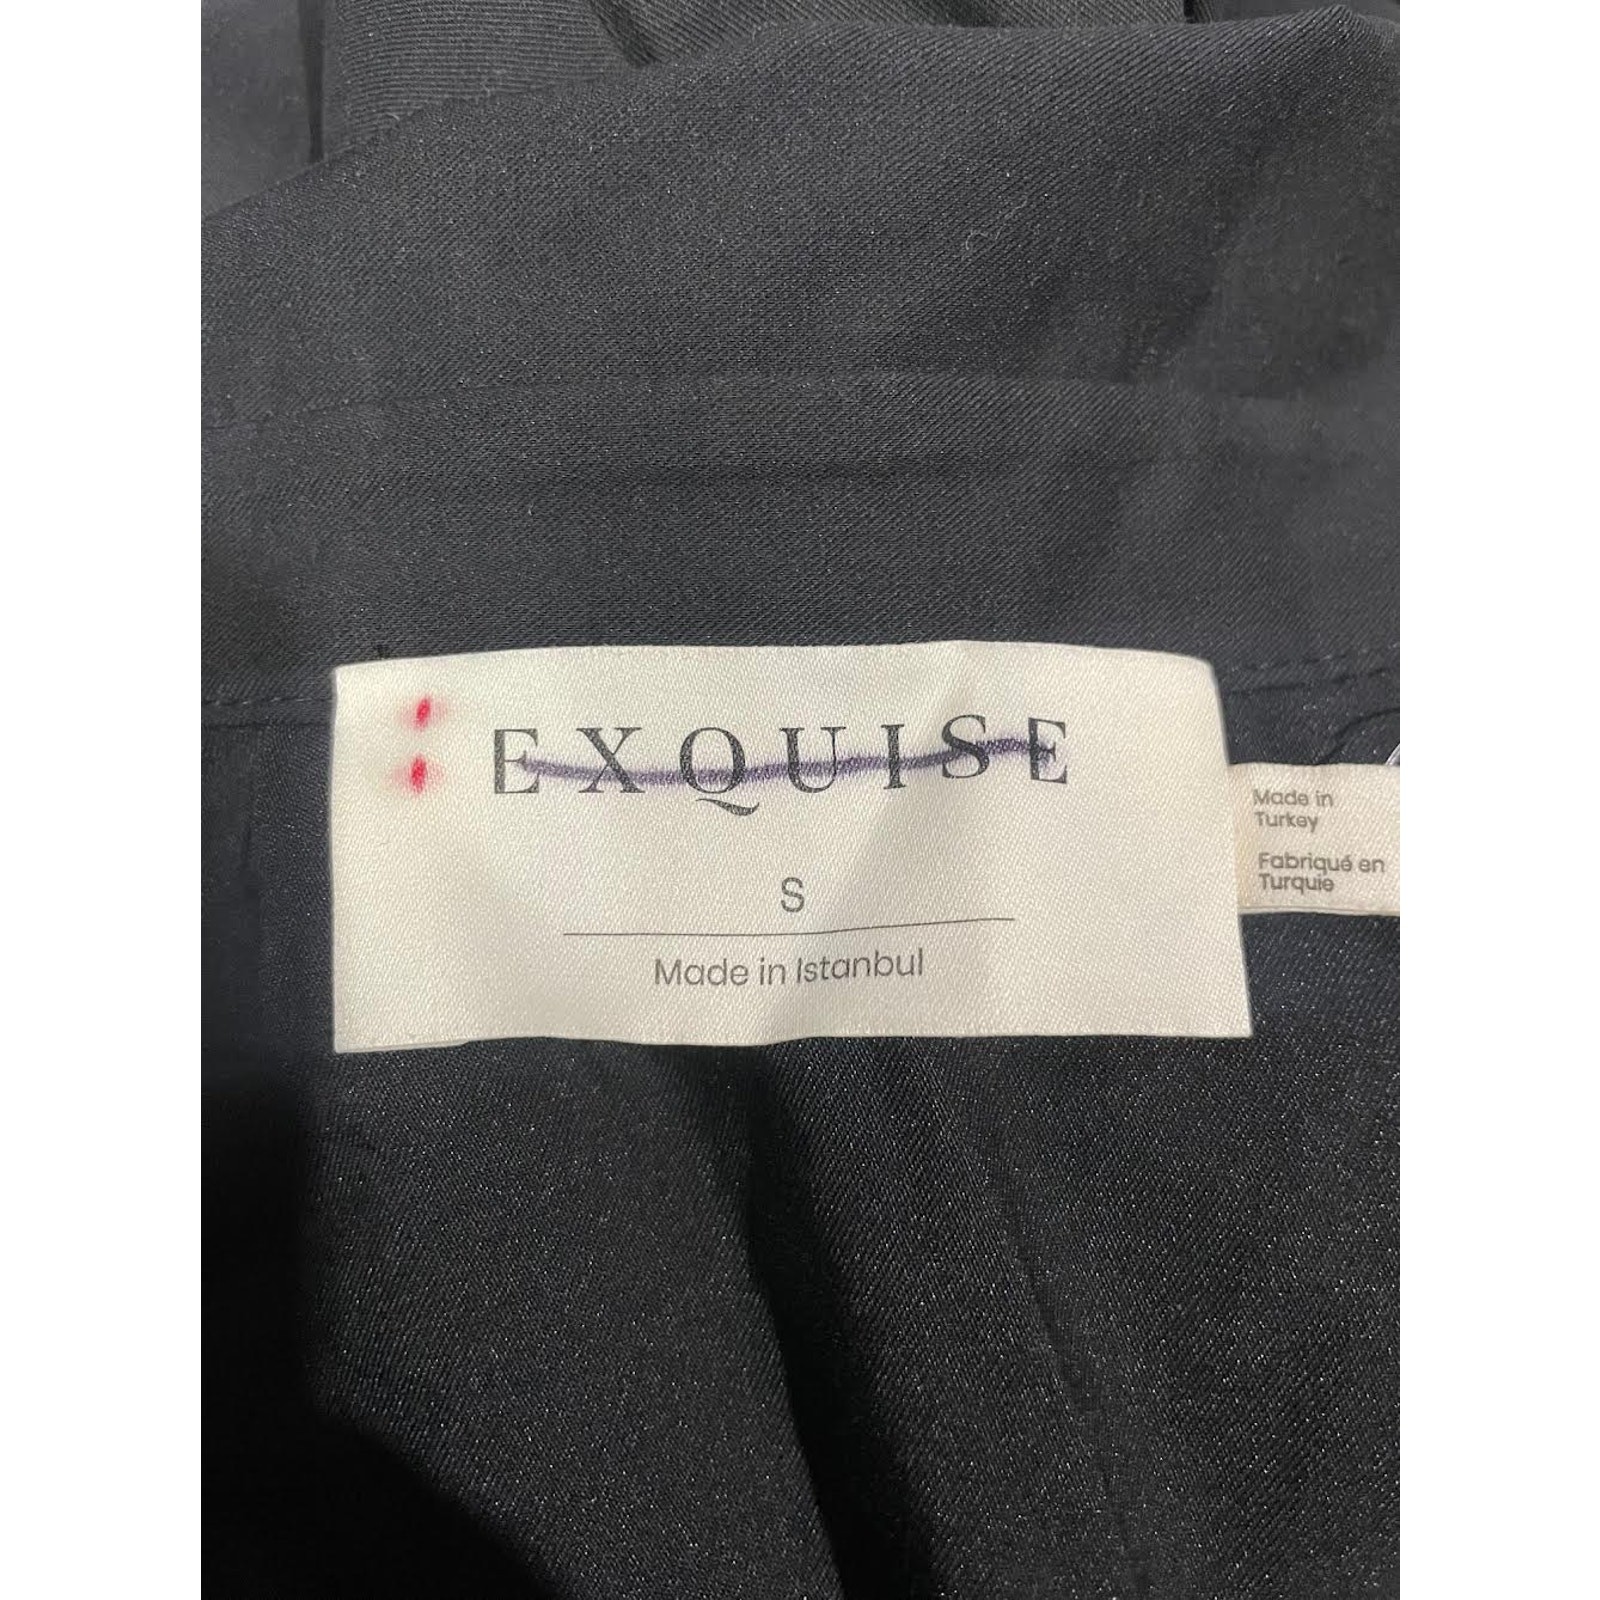 EXQUISE
S
Made in Istanbul
Made in
Turkey
Fabriqué en
Turquie